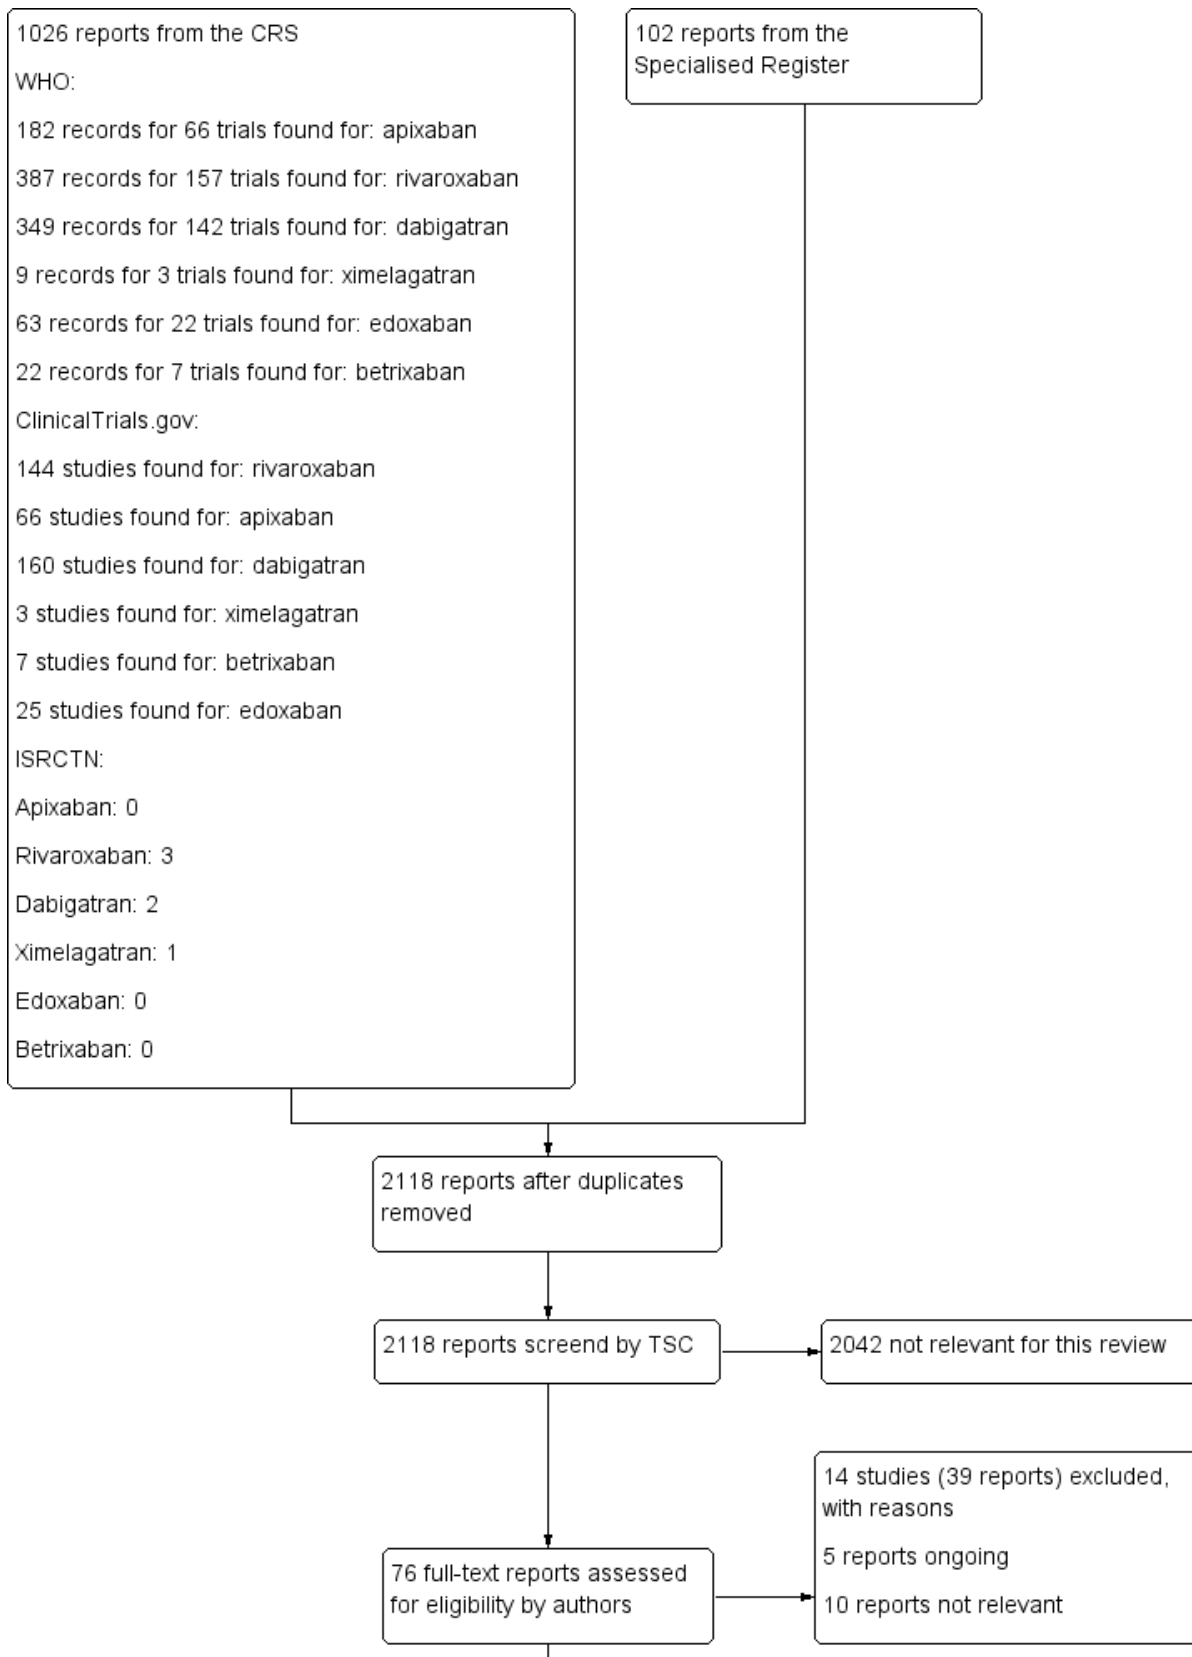 1026 reports from the CRS
WHO:
182 records for 66 trials found for: apixaban
387 records for 157 trials found for: rivaroxaban
349 records for 142 trials found for: dabigatran
9 records for 3 trials found for: ximelagatran
63 records for 22 trials found for: edoxaban
22 records for 7 trials found for: betrixaban
ClinicalTrials.gov:
144 studies found for: rivaroxaban
66 studies found for: apixaban
160 studies found for: dabigatran
3 studies found for: ximelagatran
7 studies found for: betrixaban
25 studies found for: edoxaban
ISRCTN:
Apixaban: 0
Rivaroxaban: 3
Dabigatran: 2
Ximelagatran: 1
Edoxaban: 0
Betrixaban: 0
102 reports from the
Specialised Register
2118 reports after duplicates
removed
2118 reports screend by TSC
2042 not relevant for this review
14 studies (39 reports) excluded,
with reasons
5 reports ongoing
10 reports not relevant
76 full-text reports assessed
for eligibility by authors